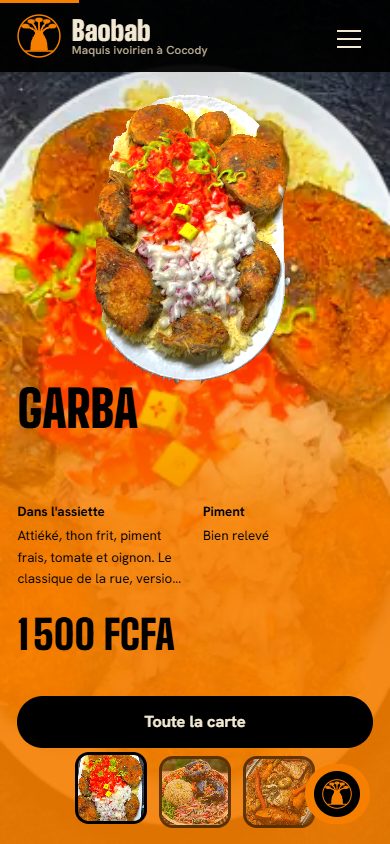 Baobab
Maquis ivoirien à Cocody
GARBA
Dans l'assiette
Attiéké, thon frit, piment
frais, tomate et oignon. Le
classique de la rue, versio...
Piment
Bien relevé
1500 FCFA
Toute la carte